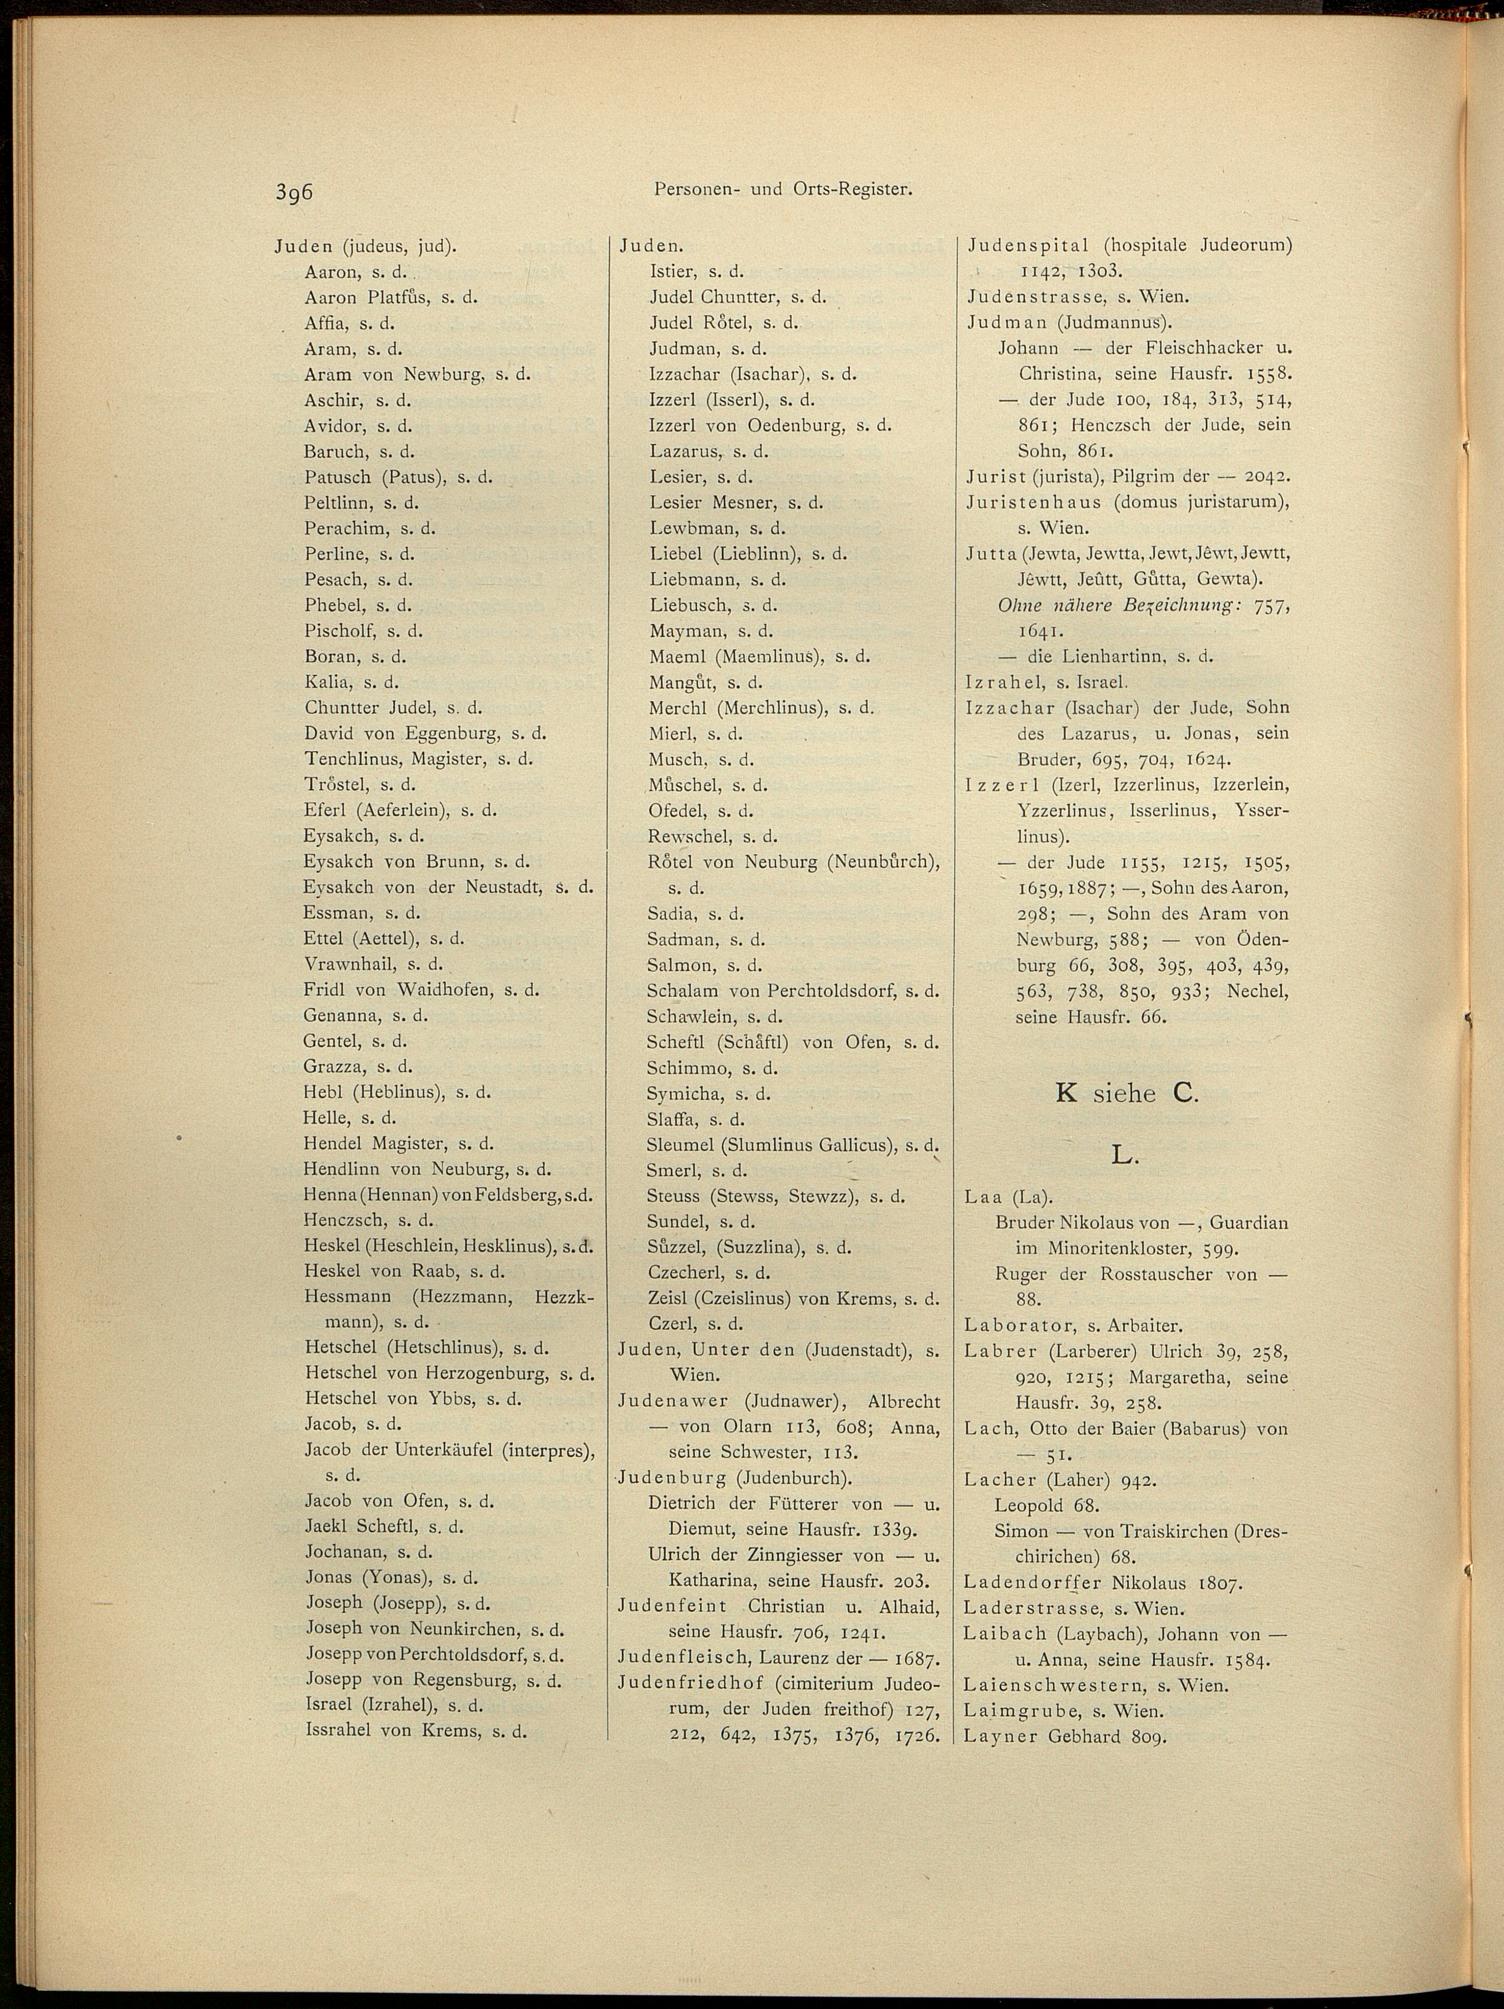 396
Personen- und Orts-Register.
Juden (judeus, jud).
Aaron, s. d.
Aaron Platfůs, s. d.
Affia, s. d.
Aram, s. d.
Aram von Newburg, s. d.
Aschir, s. d.
Avidor, s. d.
Baruch, s. d.
Patusch (Patus), s. d.
Peltlinn, s. d.
Perachim, s. d.
Perline, s. d.
Pesach, s. d.
Phebel, s. d.
Pischolf, s. d.
Boran, s. d.
Kalia, s. d.
Chuntter Judel, s. d.
David von Eggenburg, s. d.
Tenchlinus, Magister, s. d.
Tro̊stel, s. d.
Eferl (Aeferlein), s. d.
Eysakch, s. d.
Eysakch von Brunn, s. d.
Eysakch von der Neustadt, s. d.
Essman, s. d.
Ettel (Aettel), s. d.
Vrawnhail, s. d.
Fridl von Waidhofen, s. d.
Genanna, s. d.
Gentel, s. d.
Grazza, s. d.
Hebl (Heblinus), s. d.
Helle, s. d.
Hendel Magister, s. d.
Hendlinn von Neuburg, s. d.
Henna (Hennan) von Feldsberg, s. d.
Henczsch, s. d.
Heskel (Heschlein, Hesklinus), s. d.
Heskel von Raab, s. d.
Hessmann (Hezzmann, Hezzk-
mann), s. d.
Hetschel (Hetschlinus), s. d.
Hetschel von Herzogenburg, s. d.
Hetschel von Ybbs, s. d.
Jacob, s. d.
Jacob der Unterkäufel (interpres),
s. d.
Jacob von Ofen, s. d.
Jaekl Scheftl, s. d.
Jochanan, s. d.
Jonas (Yonas), s. d.
Joseph (Josepp), s. d.
Joseph von Neunkirchen, s. d.
Josepp von Perchtoldsdorf, s. d.
Josepp von Regensburg, s. d.
Israel (Izrahel), s. d.
Issrahel von Krems, s. d.
Juden.
Istier, s. d.
Judel Chuntter, s. d.
Judel Ro̊tel, s. d.
Judman, s. d.
Izzachar (Isachar), s. d.
Izzerl (Isserl), s. d.
Izzerl von Oedenburg, s. d.
Lazarus, s. d.
Lesier, s. d.
Lesier Mesner, s. d.
Lewbman, s. d.
Liebel (Lieblinn), s. d.
Liebmann, s. d.
Liebusch, s. d.
Mayman, s. d.
Maeml (Maemlinus), s. d.
Mangůt, s. d.
Merchl (Merchlinus), s. d.
Mierl, s. d.
Musch, s. d.
Můschel, s. d.
Ofedel, s. d.
Rewschel, s. d.
Ro̊tel von Neuburg (Neunbůrch),
s. d.
Sadia, s. d.
Sadman, s. d.
Salmon, s. d.
Schalam von Perchtoldsdorf, s. d.
Schawlein, s. d.
Scheftl (Schåftl) von Ofen, s. d.
Schimmo, s. d.
Symicha, s. d.
Slaffa, s. d.
Sleumel (Slumlinus Gallicus), s. d.
Smerl, s. d.
Steuss (Stewss, Stewzz), s. d.
Sundel, s. d.
Sůzzel, (Suzzlina), s. d.
Czecherl, s. d.
Zeisl (Czeislinus) von Krems, s. d.
Czerl, s. d.
Juden, Unter den (Judenstadt), s.
Wien.
Judenawer (Judnawer), Albrecht
— von Olarn 113, 608; Anna,
seine Schwester, 113.
Judenburg (Judenburch).
Dietrich der Fütterer von — u.
Diemut, seine Hausfr. 1339.
Ulrich der Zinngiesser von — u.
Katharina, seine Hausfr. 203.
Judenfeint Christian u. Alhaid,
seine Hausfr. 706, 1241.
Judenfleisch, Laurenz der — 1687.
Judenfriedhof (cimiterium Judeo-
rum, der Juden freithof) 127,
212, 642, 1375, 1376, 1726.
Judenspital (hospitale Judeorum)
1142, 1303.
Judenstrasse, s. Wien.
Judman (Judmannus).
Johann — der Fleischhacker u.
Christina, seine Hausfr. 1558.
— der Jude 100, 184, 313, 514,
861; Henczsch der Jude, sein
Sohn, 861.
Jurist (jurista), Pilgrim der — 2042.
Juristenhaus (domus juristarum),
s. Wien.
Jutta (Jewta, Jewtta, Jewt, Jêwt, Jewtt,
Jêwtt, Jeûtt, Gůtta, Gewta).
Ohne nähere Bezeichnung: 757,
1641.
— die Lienhartinn, s. d.
Izrahel, s. Israel.
Izzachar (Isachar) der Jude, Sohn
des Lazarus, u. Jonas, sein
Bruder, 695, 704, 1624.
Izzerl (Izerl, Izzerlinus, Izzerlein,
Yzzerlinus, Isserlinus, Ysser-
linus).
— der Jude 1155, 1215, 1505,
1659, 1887; —, Sohn des Aaron,
298; —, Sohn des Aram von
Newburg, 588; — von Öden-
burg 66, 308, 395, 403, 439,
563, 738, 850, 933; Nechel,
seine Hausfr. 66.
K siehe C.
L.
Laa (La).
Bruder Nikolaus von —, Guardian
im Minoritenkloster, 599.
Ruger der Rosstauscher von —
88.
Laborator, s. Arbaiter.
Labrer (Larberer) Ulrich 39, 258,
920, 1215; Margaretha, seine
Hausfr. 39, 258.
Lach, Otto der Baier (Babarus) von
— 51.
Lacher (Laher) 942.
Leopold 68.
Simon — von Traiskirchen (Dres-
chirichen) 68.
Ladendorffer Nikolaus 1807.
Laderstrasse, s. Wien.
Laibach (Laybach), Johann von —
u. Anna, seine Hausfr. 1584.
Laienschwestern, s. Wien.
Laimgrube, s. Wien.
Layner Gebhard 809.